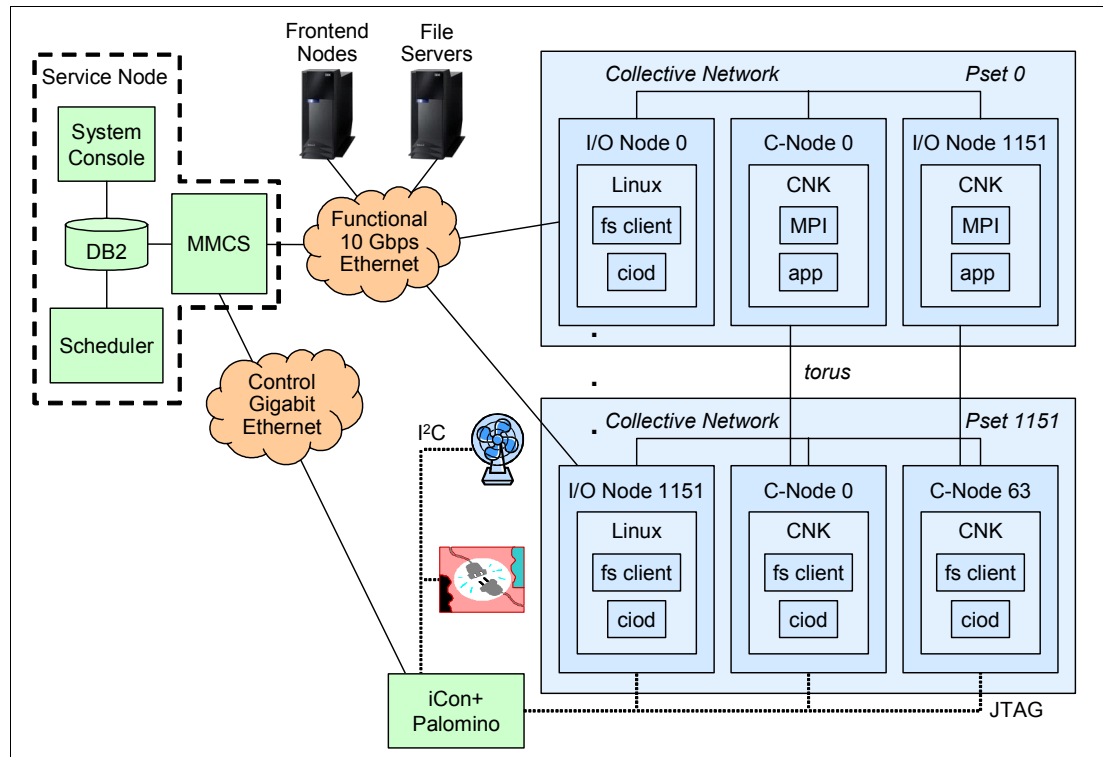 Frontend
Nodes
File
Servers
Service Node
System
Console
DB2
MMCS
Scheduler
Functional
10 Gbps
Ethernet
Control
Gigabit
Ethernet
I²C
iCon+
Palomino
Collective Network
Pset 0
I/O Node 0
Linux
fs client
ciod
C-Node 0
CNK
MPI
app
I/O Node 1151
CNK
MPI
app
torus
Collective Network
Pset 1151
I/O Node 1151
Linux
fs client
ciod
C-Node 0
CNK
fs client
ciod
C-Node 63
CNK
fs client
ciod
JTAG